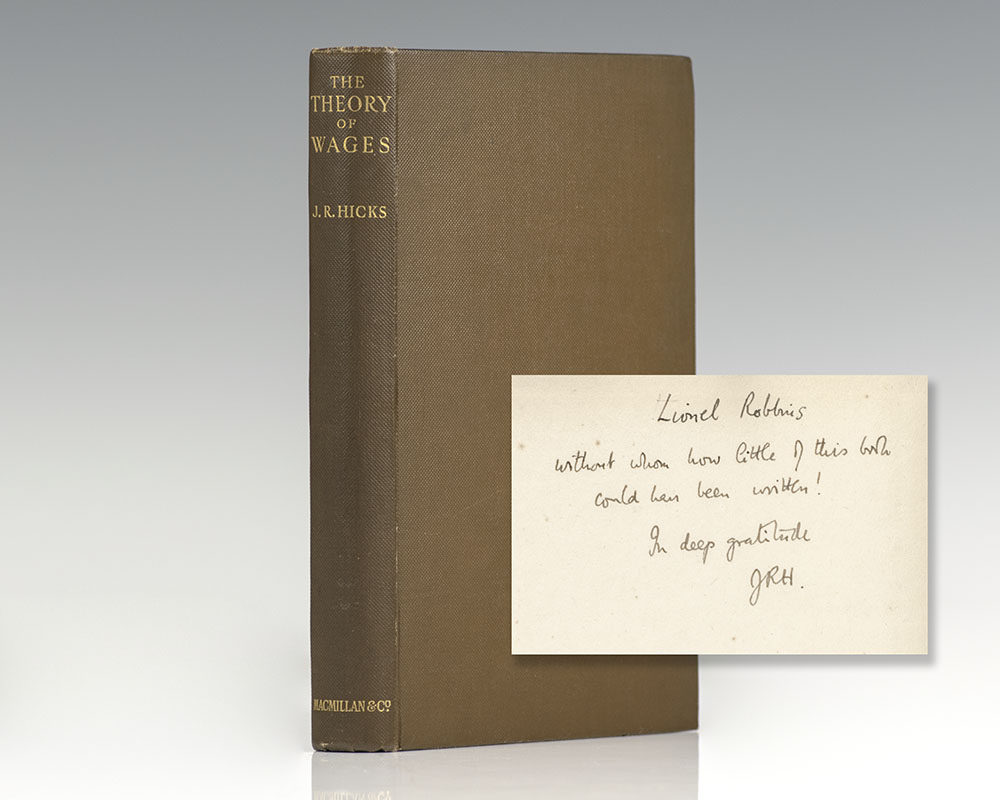 THE
THEORY
OF
WAGES
J.R.HICKS
MACMILLAN & Cº
Lionel Robbins
without whom how little of this book
could have been written!
In deep gratitude
JRH.